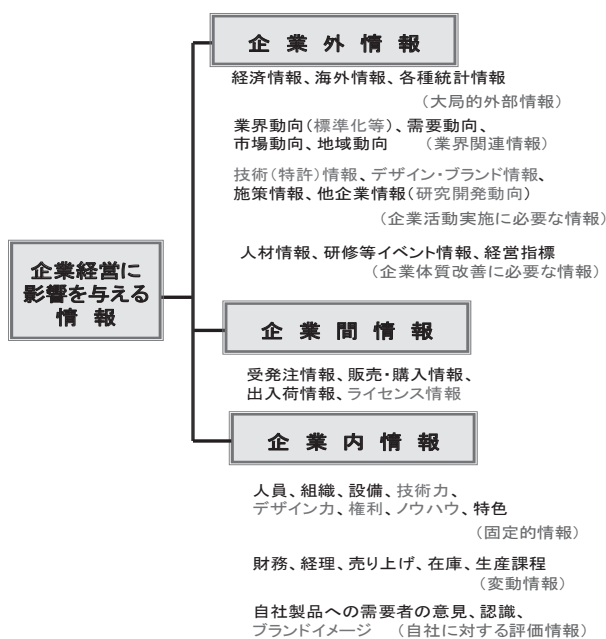 企業外情報
経済情報、海外情報、各種統計情報
（大局的外部情報）
業界動向（標準化等）、需要動向、
市場動向、地域動向　（業界関連情報）
技術（特許）情報、デザイン・ブランド情報、
施策情報、他企業情報（研究開発動向）
（企業活動実施に必要な情報）
人材情報、研修等イベント情報、経営指標
（企業体質改善に必要な情報）
企業経営に
影響を与える
情報
企業間情報
受発注情報、販売・購入情報、
出入荷情報、ライセンス情報
企業内情報
人員、組織、設備、技術力、
デザイン力、権利、ノウハウ、特色
（固定的情報）
財務、経理、売り上げ、在庫、生産課程
（変動情報）
自社製品への需要者の意見、認識、
ブランドイメージ　（自社に対する評価情報）